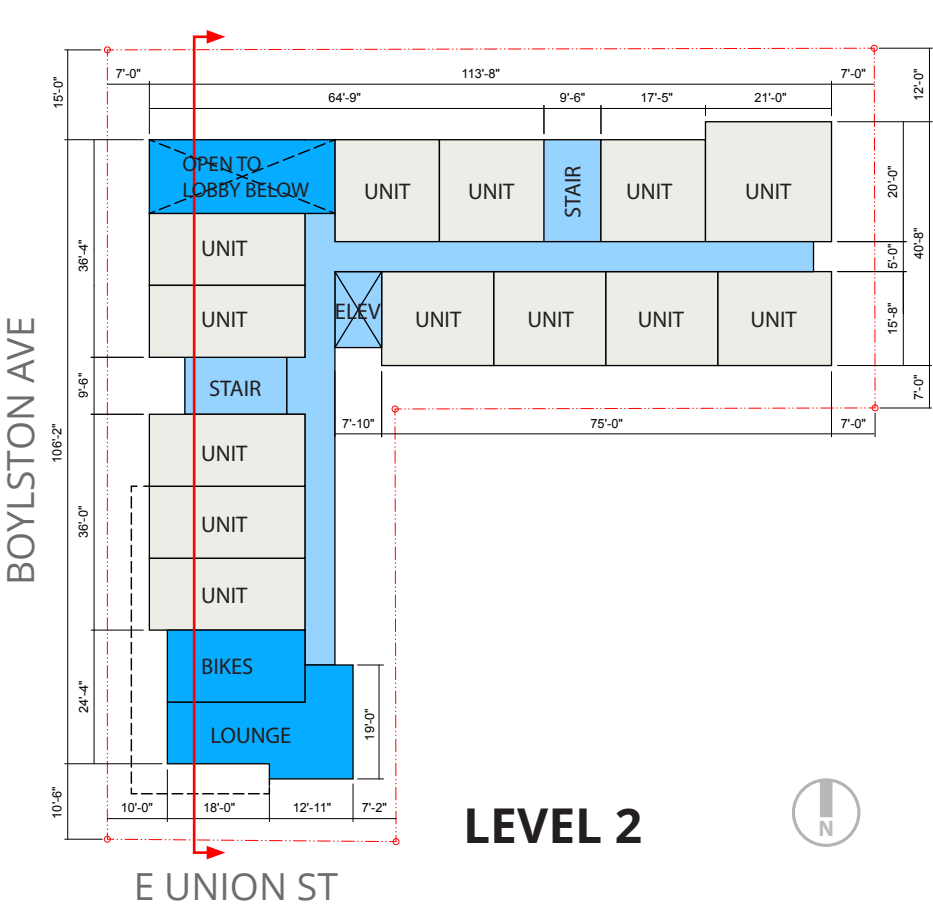 7'-0"
113'-8"
7'-0"
15'-0"
12'-0"
64'-9"
9'-6"
17'-5"
21'-0"
OPEN TO
LOBBY BELOW
UNIT
UNIT
STAIR
UNIT
UNIT
20'-0"
36'-4"
UNIT
5'-0"
40'-8"
UNIT
ELEV
UNIT
UNIT
UNIT
UNIT
15'-8"
BOYLSTON AVE
9'-6"
STAIR
7'-0"
106'-2"
7'-10"
75'-0"
7'-0"
UNIT
36'-0"
UNIT
UNIT
24'-4"
BIKES
LOUNGE
19'-0"
10'-6"
10'-0"
18'-0"
12'-11"
7'-2"
LEVEL 2
N
E UNION ST